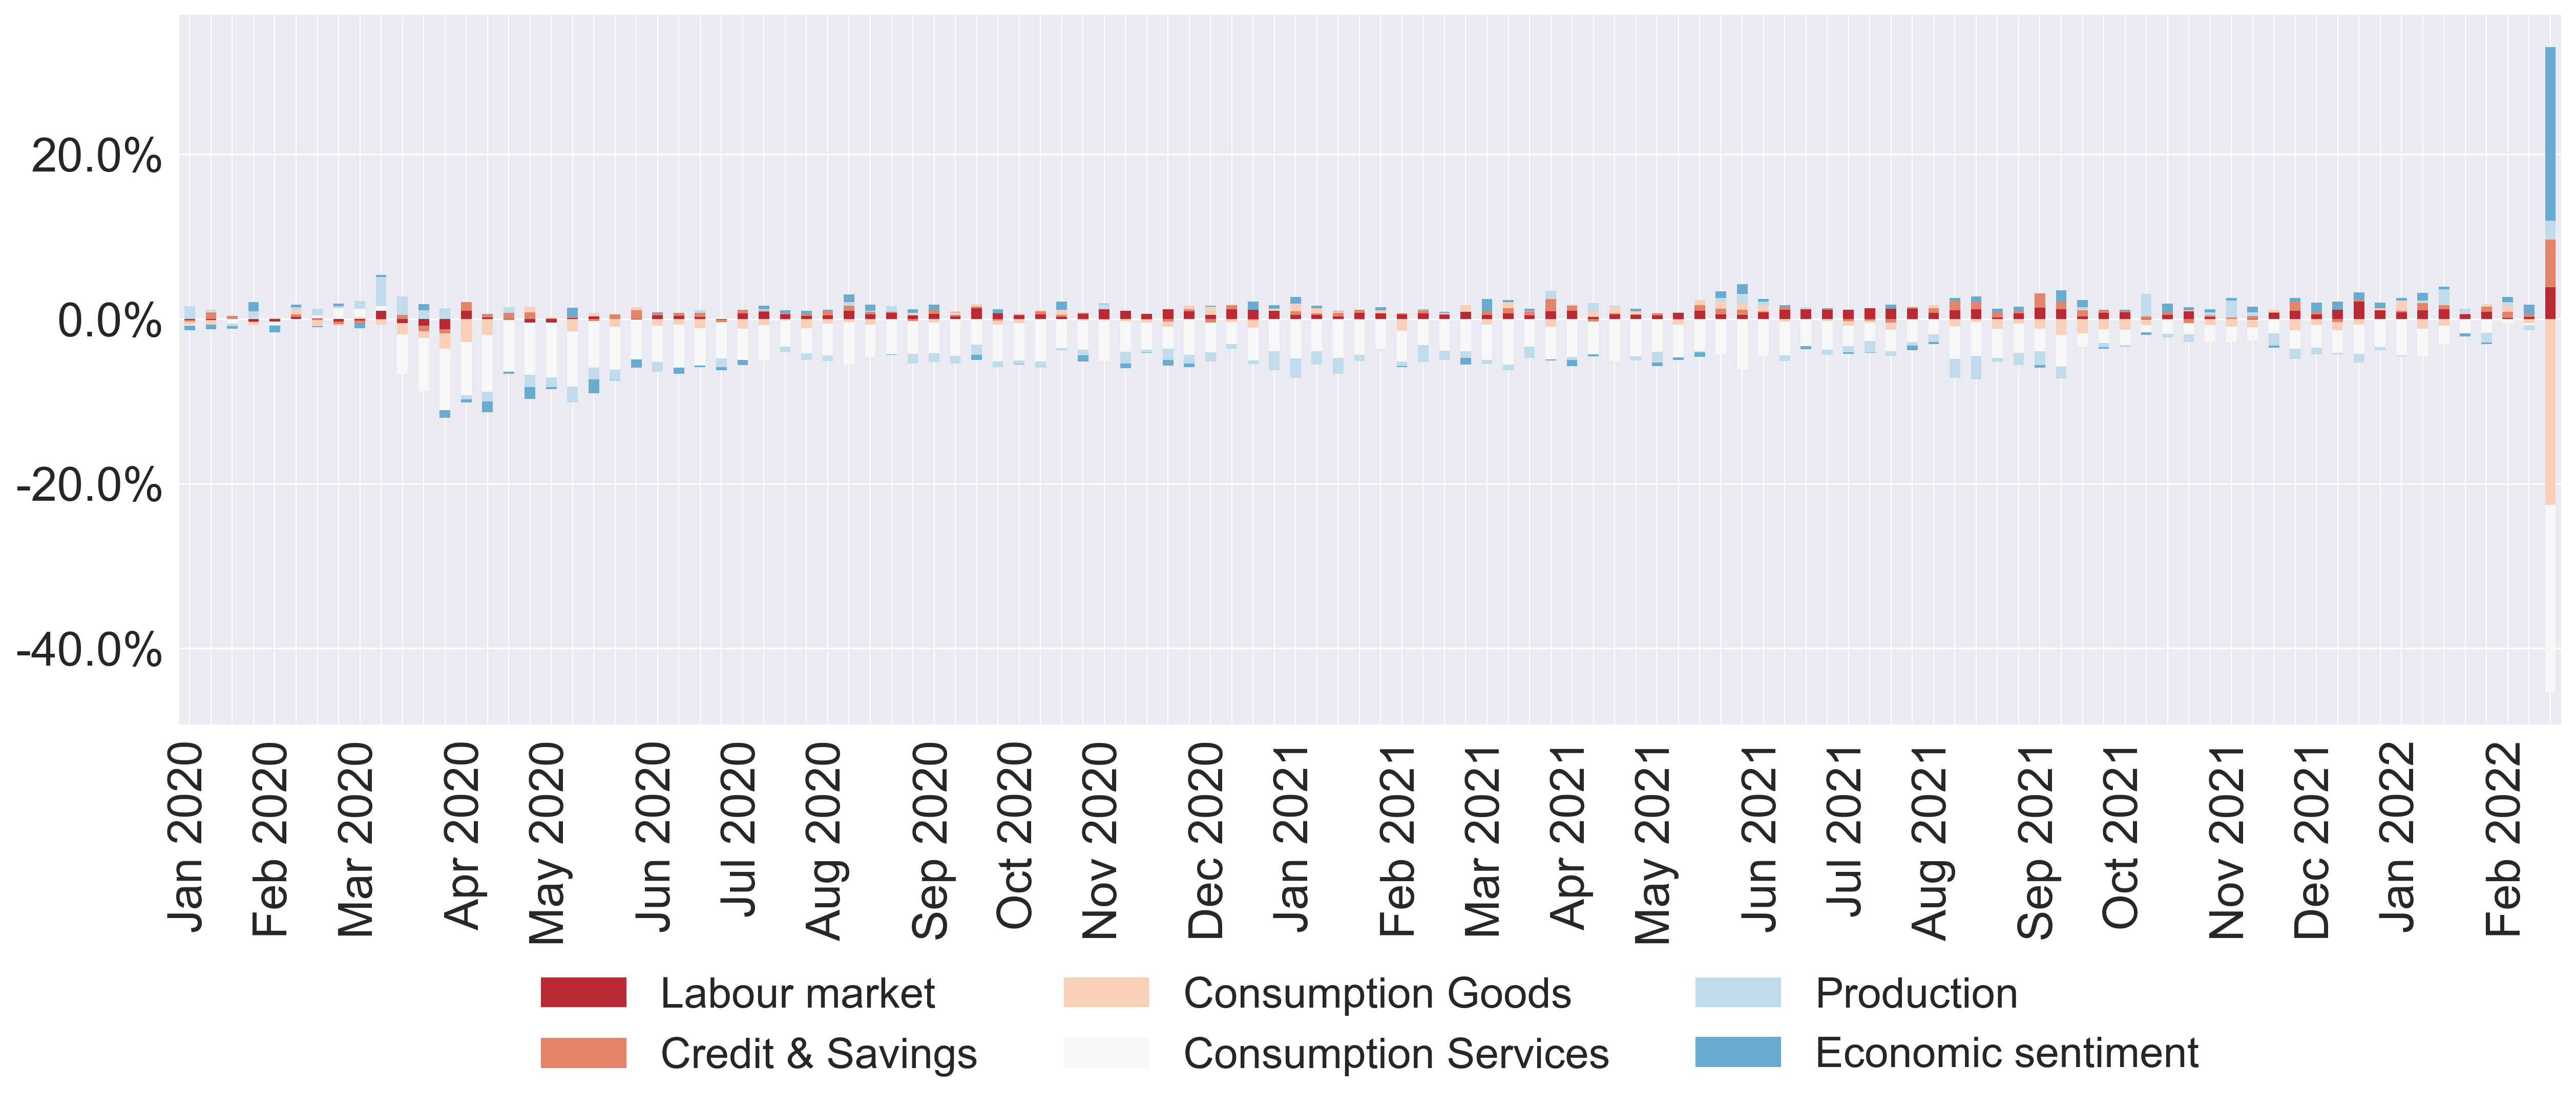 20.0%
0.0%
-20.0%
-40.0%
Jan 2020
Feb 2020
Mar 2020
Apr 2020
May 2020
Jun 2020
Jul 2020
Aug 2020
Sep 2020
Oct 2020
Nov 2020
Dec 2020
Jan 2021
Feb 2021
Mar 2021
Apr 2021
May 2021
Jun 2021
Jul 2021
Aug 2021
Sep 2021
Oct 2021
Nov 2021
Dec 2021
Jan 2022
Feb 2022
Labour market
Credit & Savings
Consumption Goods
Consumption Services
Production
Economic sentiment